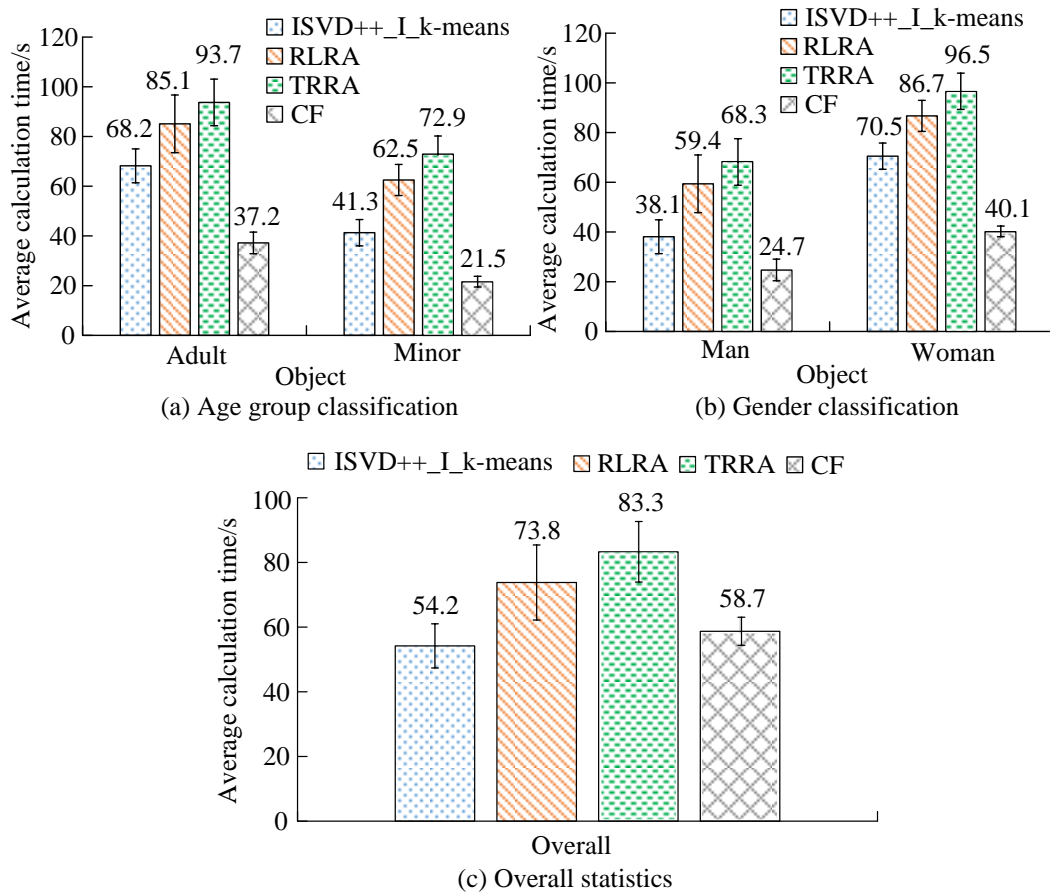 ISVD++_I_k-means
RLRA
TRRA
CF
Average calculation time/s
120
100
80
60
40
20
0
68.2
85.1
93.7
37.2
41.3
62.5
72.9
21.5
Adult
Minor
Object
(a) Age group classification
ISVD++_I_k-means
RLRA
TRRA
CF
Average calculation time/s
120
100
80
60
40
20
0
38.1
59.4
68.3
24.7
70.5
86.7
96.5
40.1
Man
Woman
Object
(b) Gender classification
ISVD++_I_k-means RLRA TRRA CF
Average calculation time/s
100
80
60
40
20
0
54.2
73.8
83.3
58.7
Overall
(c) Overall statistics